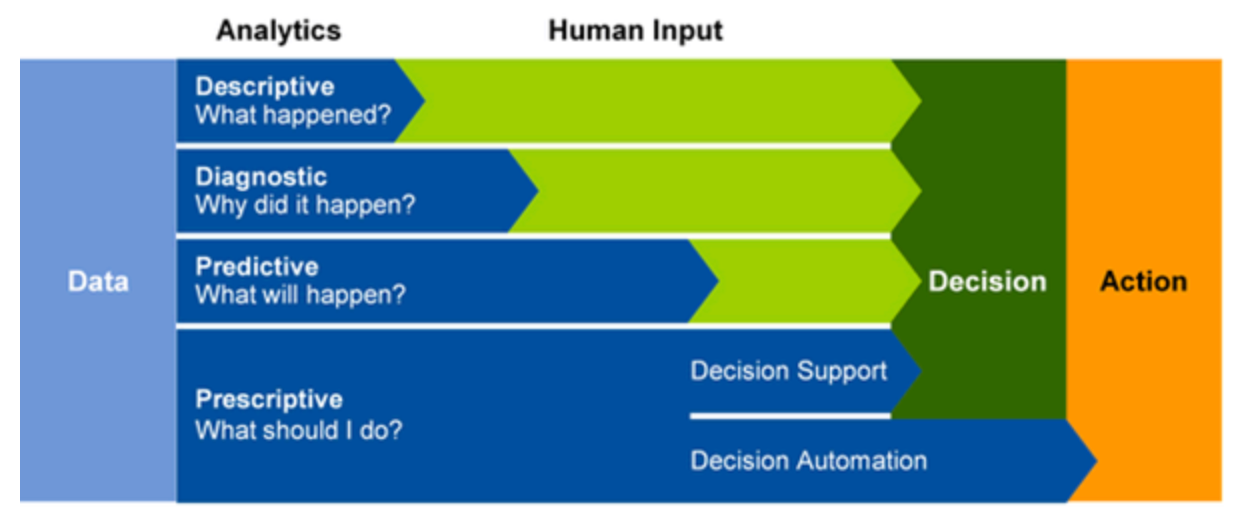 Analytics
Human Input
Data
Descriptive
What happened?
Diagnostic
Why did it happen?
Predictive
What will happen?
Prescriptive
What should I do?
Decision Support
Decision Automation
Decision
Action